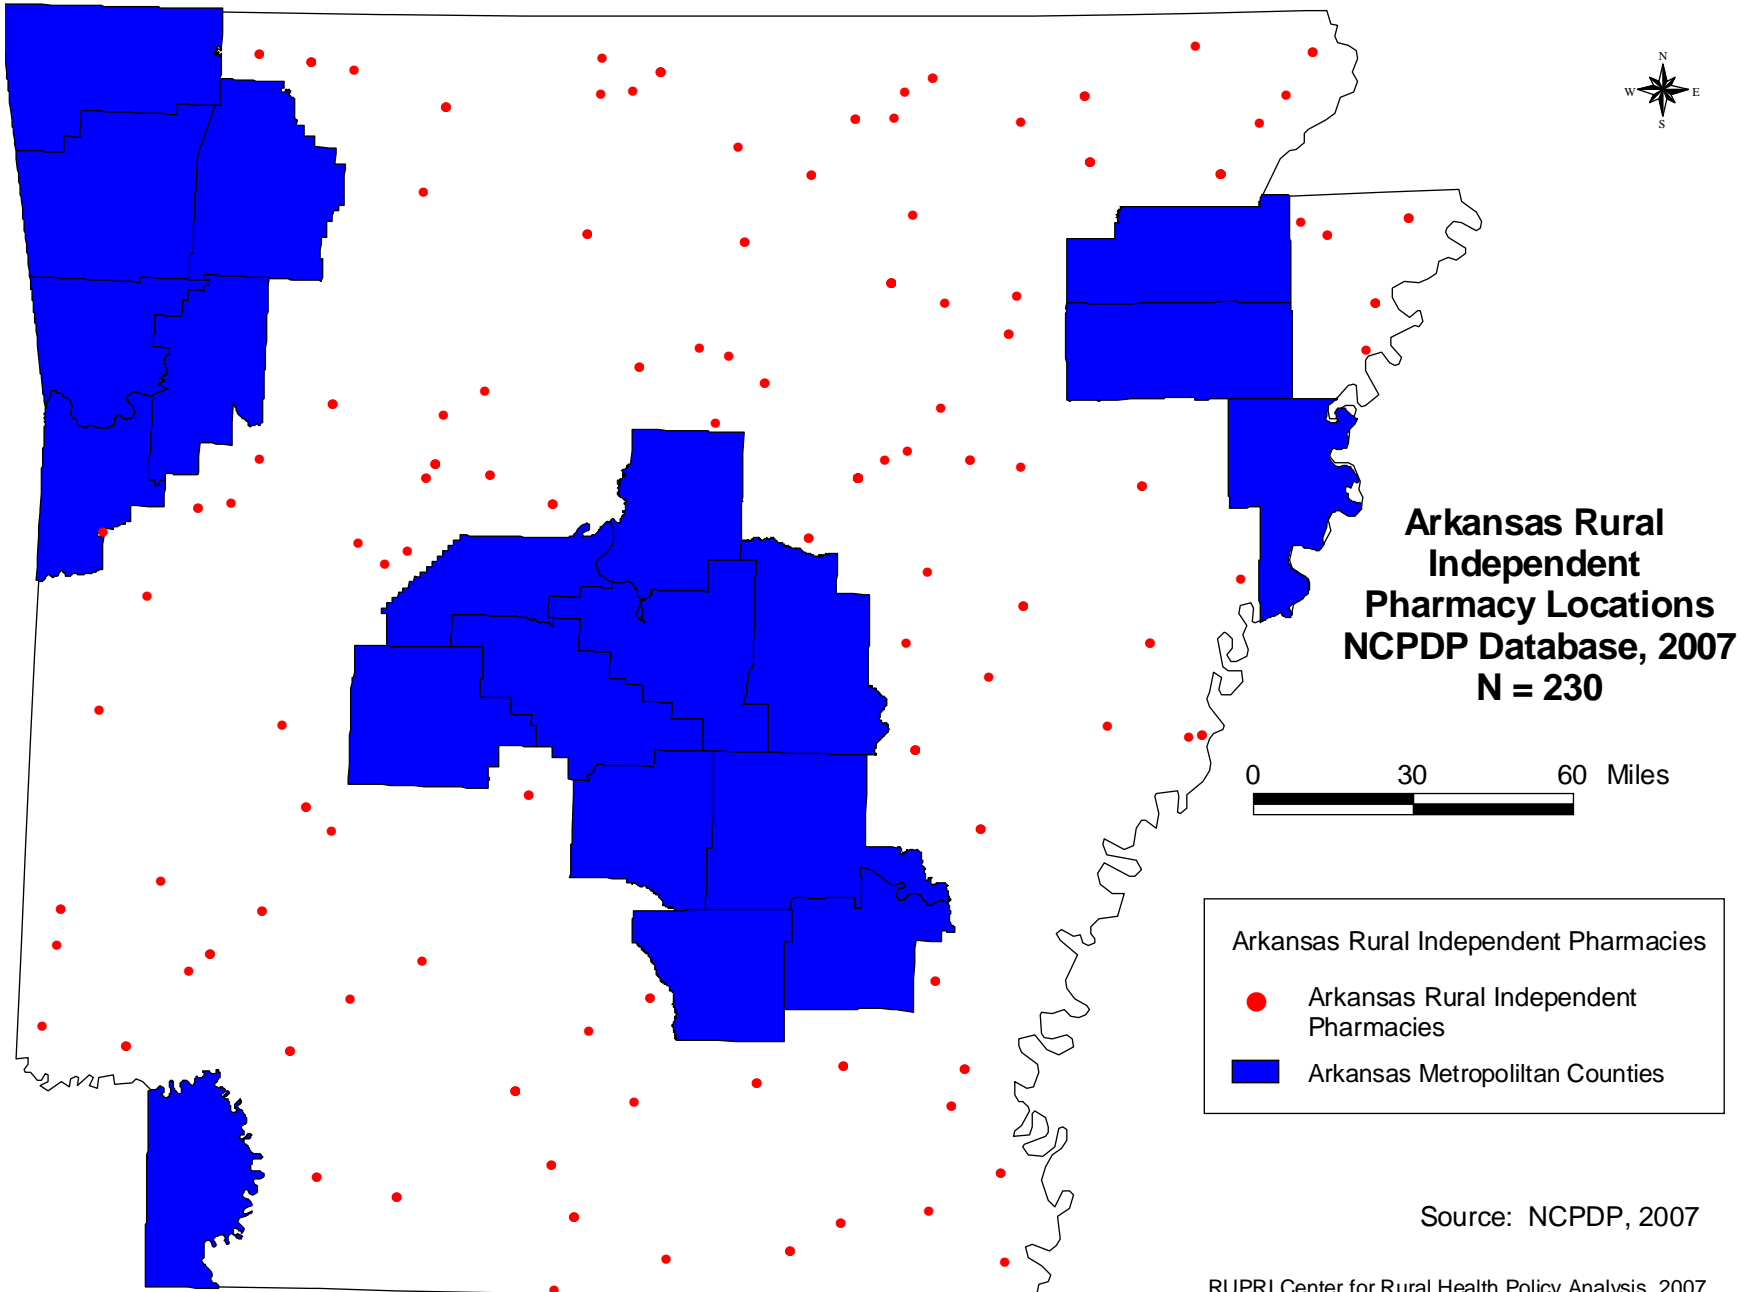 N
W E
S
Arkansas Rural
Independent
Pharmacy Locations
NCPDP Database, 2007
N = 230
0 30 60 Miles
Arkansas Rural Independent Pharmacies
Arkansas Rural Independent
Pharmacies
Arkansas Metropoliltan Counties
Source: NCPDP, 2007
RUPRI Center for Rural Health Policy Analysis, 2007